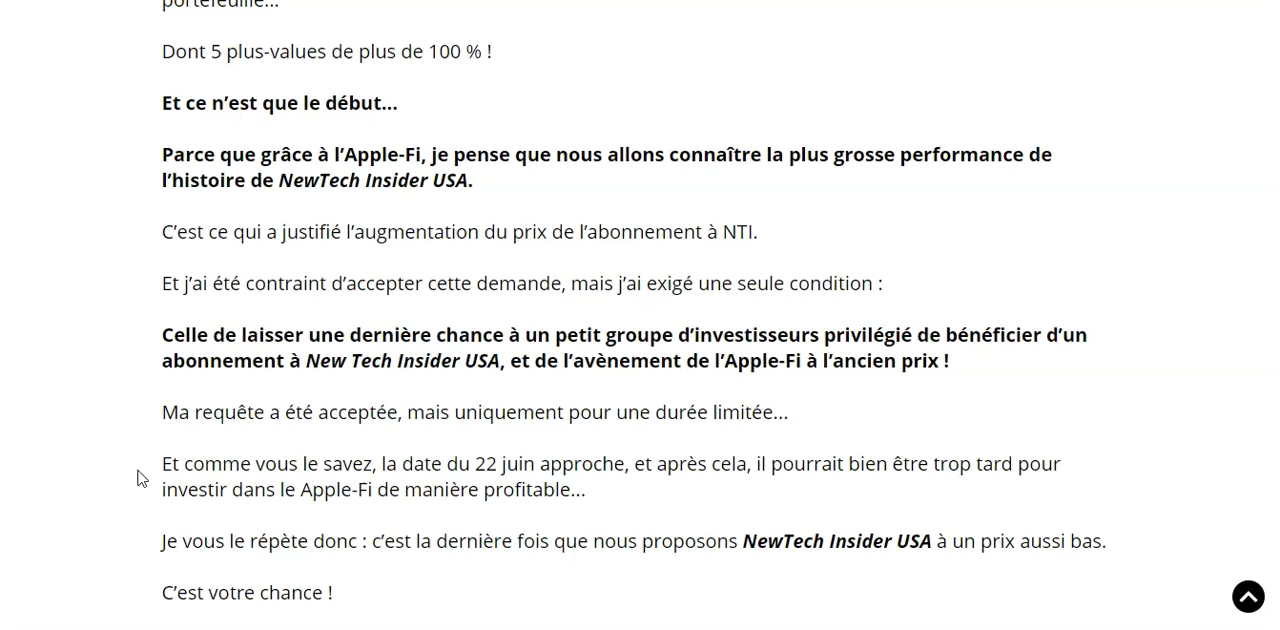 portefeuille...
Dont 5 plus-values de plus de 100 % !
Et ce n’est que le début...
Parce que grâce à l’Apple-Fi, je pense que nous allons connaître la plus grosse performance de
l’histoire de NewTech Insider USA.
C’est ce qui a justifié l’augmentation du prix de l’abonnement à NTI.
Et j’ai été contraint d’accepter cette demande, mais j’ai exigé une seule condition :
Celle de laisser une dernière chance à un petit groupe d’investisseurs privilégié de bénéficier d’un
abonnement à New Tech Insider USA, et de l’avènement de l’Apple-Fi à l’ancien prix !
Ma requête a été acceptée, mais uniquement pour une durée limitée...
Et comme vous le savez, la date du 22 juin approche, et après cela, il pourrait bien être trop tard pour
investir dans le Apple-Fi de manière profitable...
Je vous le répète donc : c’est la dernière fois que nous proposons NewTech Insider USA à un prix aussi bas.
C’est votre chance !